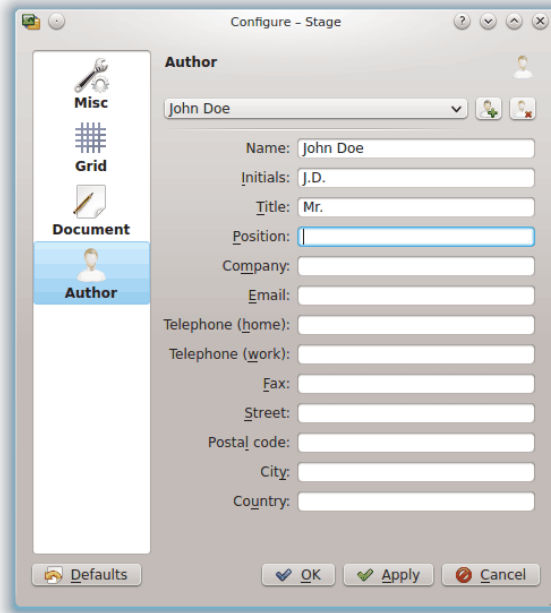 Configure – Stage
Misc
Grid
Document
Author
Author
John Doe
Name: John Doe
Initials: J.D.
Title: Mr.
Position:
Company:
Email:
Telephone (home):
Telephone (work):
Fax:
Street:
Postal code:
City:
Country:
Defaults OK Apply Cancel